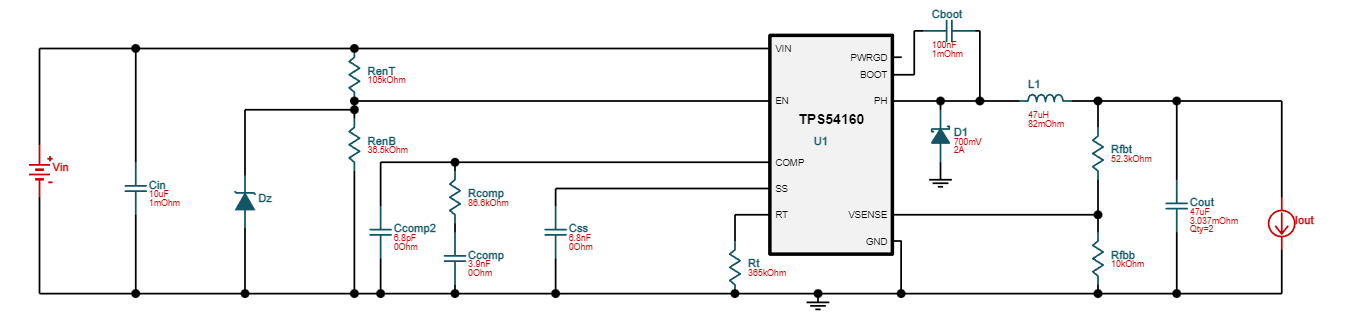 Cboot
100nF
1mOhm
VIN
PWRGD
BOOT
RenT
105kOhm
EN
PH
L1
47uH
82mOhm
TPS54160
U1
D1
700mV
2A
RenB
36.5kOhm
Rfbt
52.3kOhm
COMP
Vin
+
-
Cin
10uF
1mOhm
Dz
Rcomp
86.6kOhm
SS
Cout
47uF
3.037mOhm
Qty=2
RT
VSENSE
Iout
Ccomp2
6.8pF
0Ohm
Css
6.8nF
0Ohm
GND
Ccomp
3.9nF
0Ohm
Rt
365kOhm
Rfbb
10kOhm